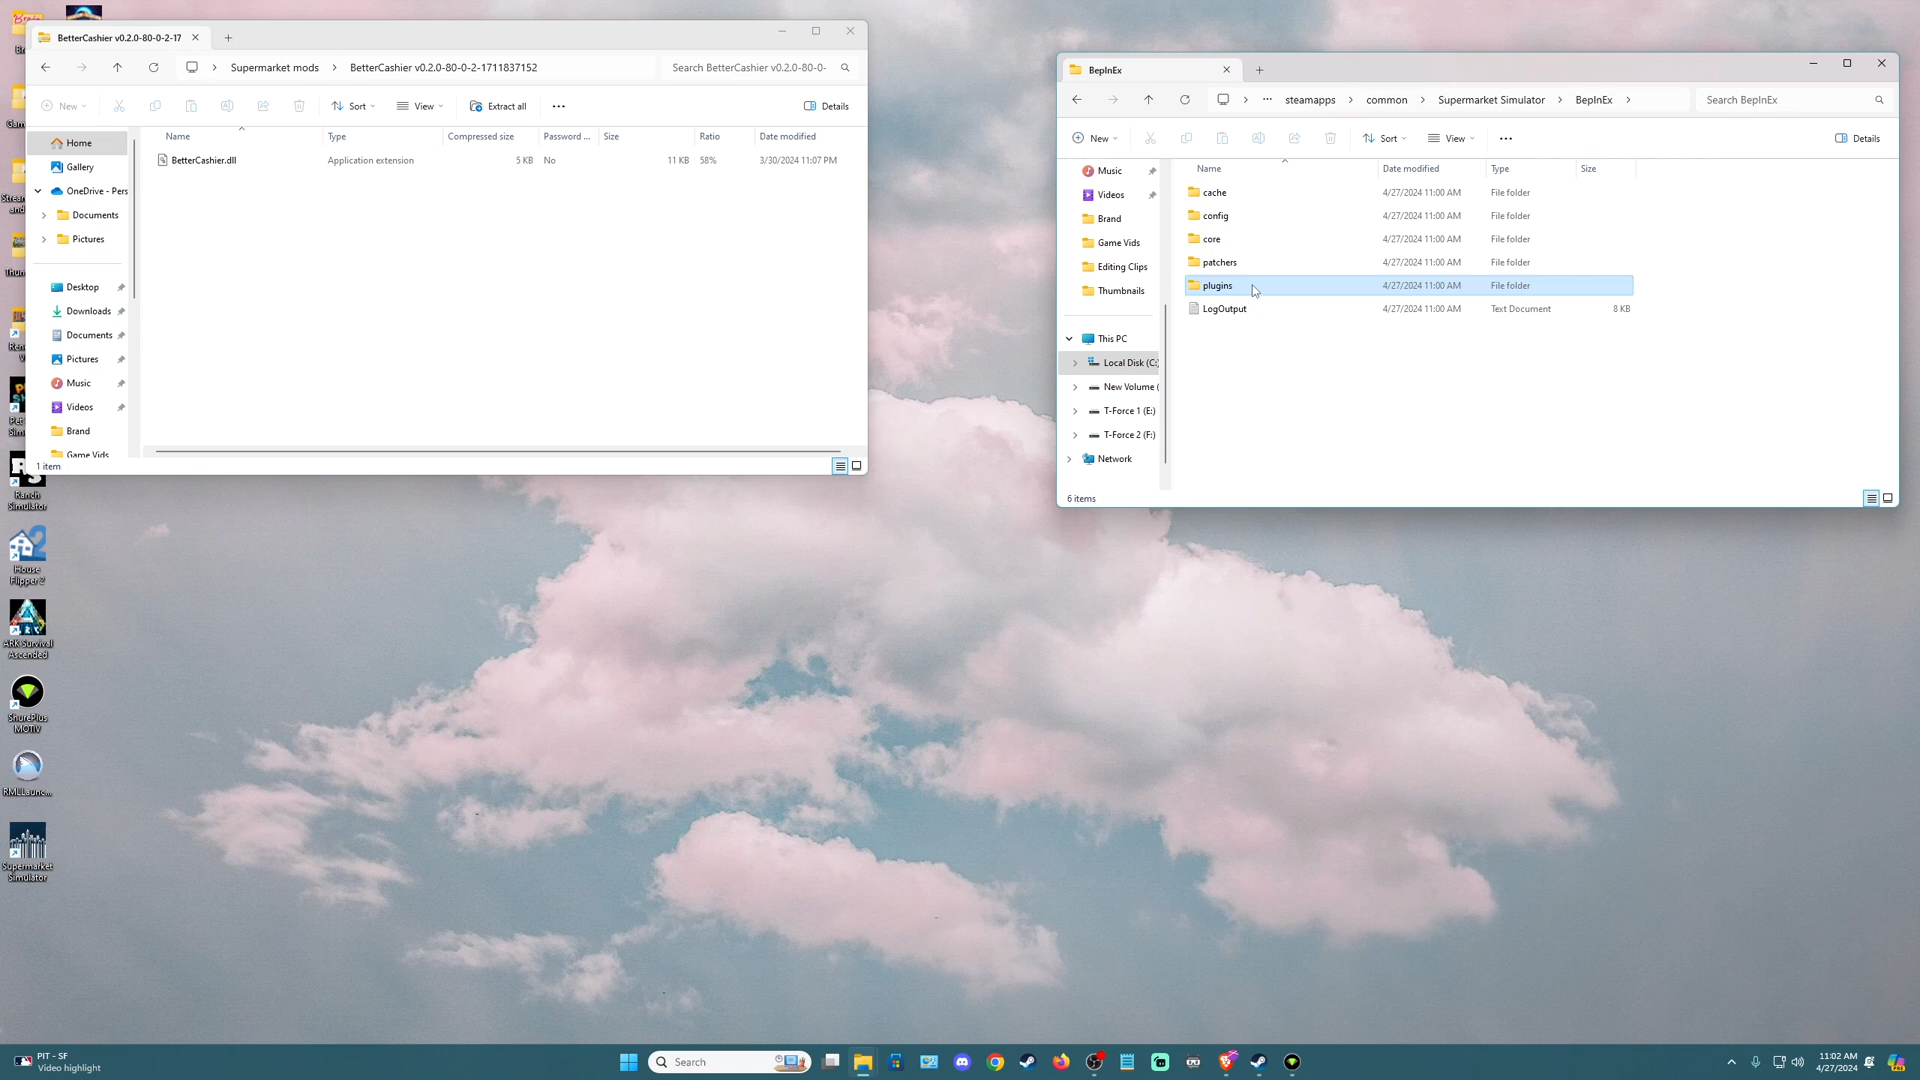 BetterCashier v0.2.0-80-0-2-17
Supermarket mods
BetterCashier v0.2.0-80-0-2-1711837152
Search BetterCashier v0.2.0-80-0-
New
Sort
View
Extract all
Details
Name
Type
Compressed size
Password ...
Size
Ratio
Date modified
BetterCashier.dll
Application extension
5 KB
No
11 KB
58%
3/30/2024 11:07 PM
Home
Gallery
OneDrive - Pers
Documents
Pictures
Desktop
Downloads
Documents
Pictures
Music
Videos
Brand
Game Vids
1 item
BepInEx
steamapps
common
Supermarket Simulator
BepInEx
Search BepInEx
New
Sort
View
Details
Name
Date modified
Type
Size
cache
4/27/2024 11:00 AM
File folder
config
4/27/2024 11:00 AM
File folder
core
4/27/2024 11:00 AM
File folder
patchers
4/27/2024 11:00 AM
File folder
plugins
4/27/2024 11:00 AM
File folder
LogOutput
4/27/2024 11:00 AM
Text Document
8 KB
Music
Videos
Brand
Game Vids
Editing Clips
Thumbnails
This PC
Local Disk (C:)
New Volume (
T-Force 1 (E:)
T-Force 2 (F:)
Network
6 items
Ranch
Simulator
House
Flipper 2
ARK Survival
Ascended
ShurePlus
MOTIV
RMLLaunc...
Supermarket
Simulator
PIT - SF
Video highlight
Search
11:02 AM
4/27/2024